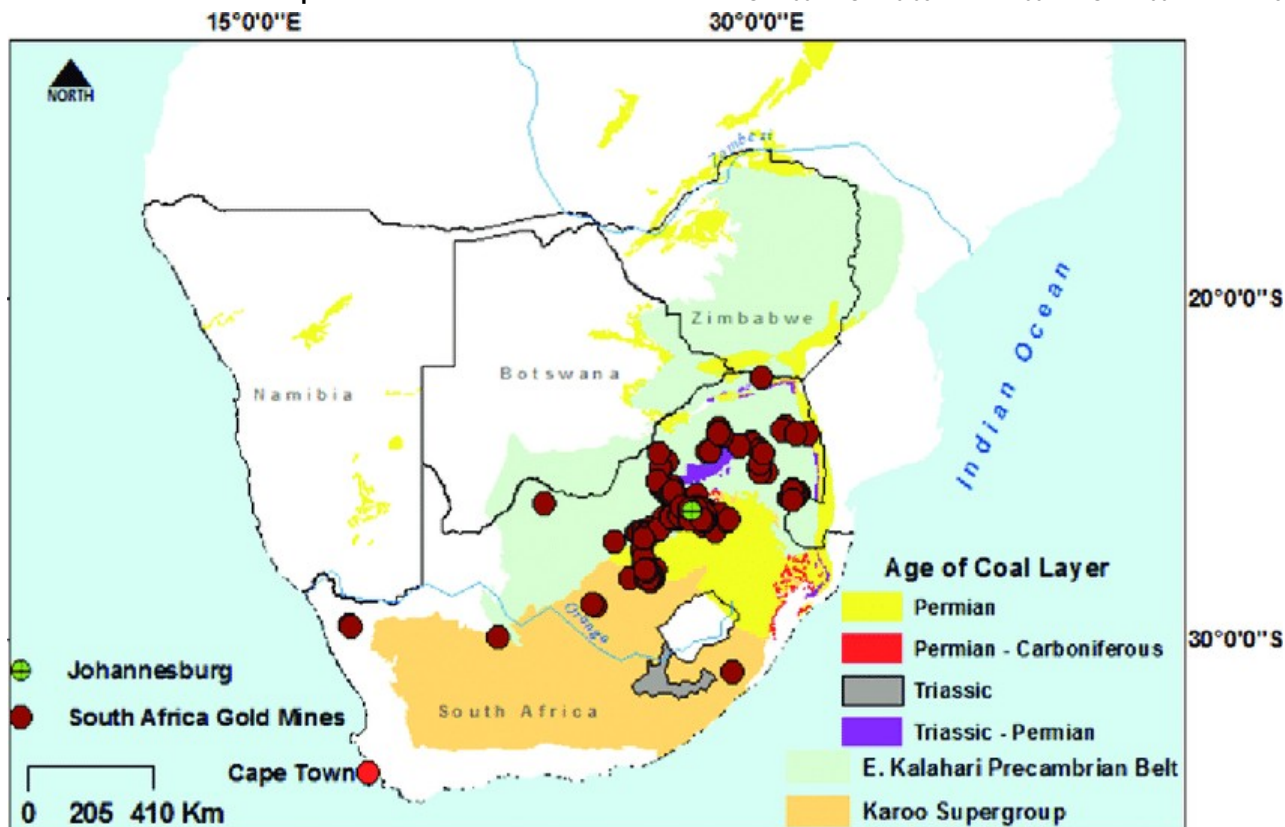 15°0'0"E
30°0'0"E
NORTH
Zambezi
20°0'0"S
Zimbabwe
Botswana
Namibia
Indian Ocean
Orange
30°0'0"S
South Africa
Johannesburg
South Africa Gold Mines
Cape Town
0 205 410 Km
Age of Coal Layer
Permian
Permian - Carboniferous
Triassic
Triassic - Permian
E. Kalahari Precambrian Belt
Karoo Supergroup